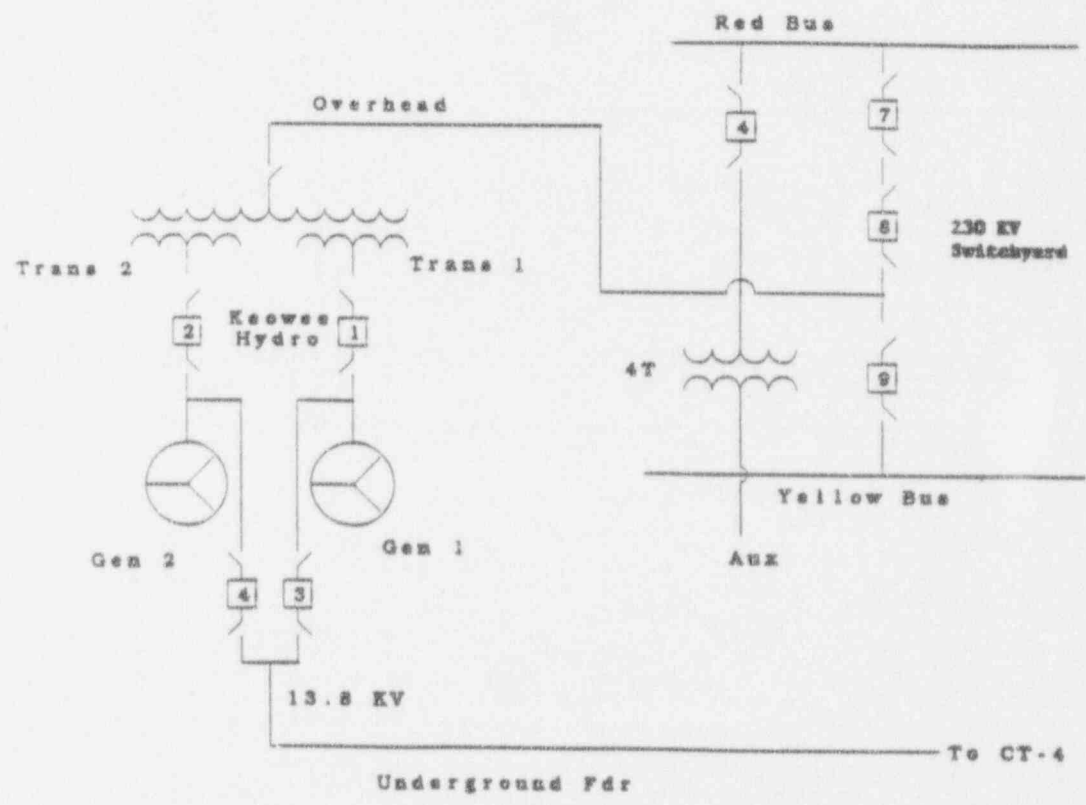 Red Bus
Overhead
4
7
8
230 KV
Switchyard
Trans 2
Trans 1
2
Keowee
Hydro
1
4T
9
Yellow Bus
Gen 2
Gen 1
Aux
4
3
13.8 KV
To CT-4
Underground Fdr